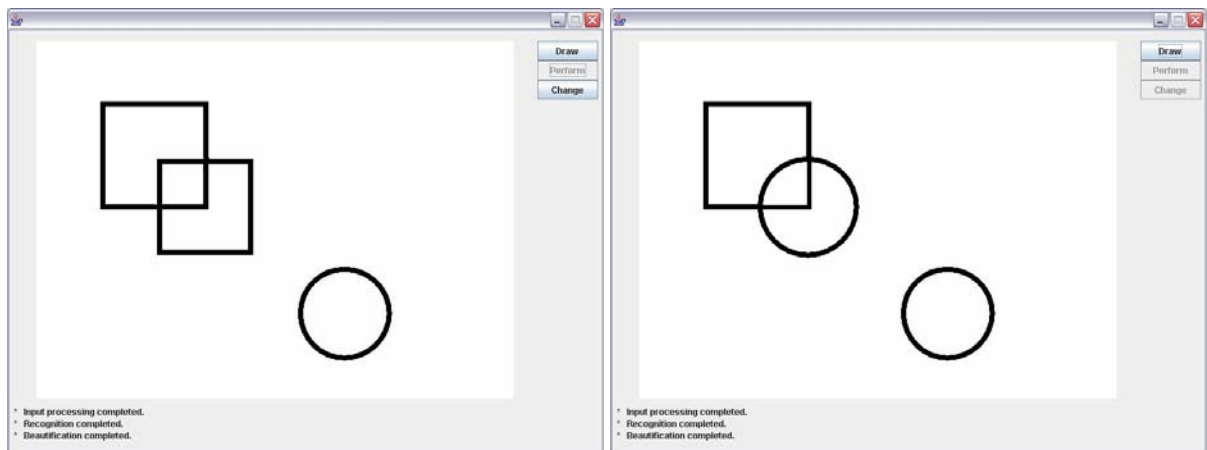 Draw
Perform
Change
* Input processing completed.
* Recognition completed.
* Beautification completed.
Draw
Perform
Change
* Input processing completed.
* Recognition completed.
* Beautification completed.